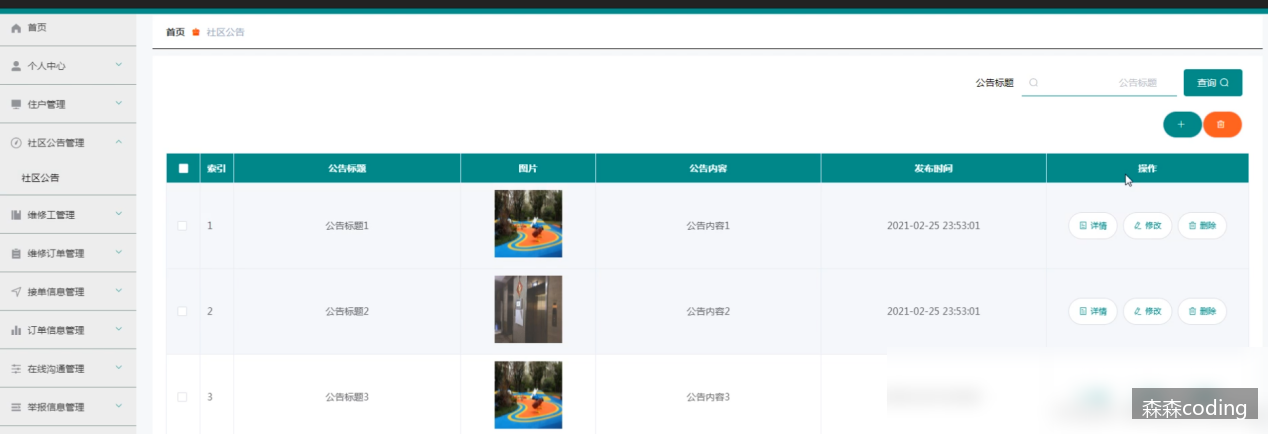 首页
个人中心
住户管理
社区公告管理
社区公告
维修工管理
维修订单管理
接单信息管理
订单信息管理
在线沟通管理
举报信息管理
首页 社区公告
公告标题 公告标题 查询
索引 公告标题 图片 公告内容 发布时间 操作
1 公告标题1 公告内容1 2021-02-25 23:53:01 详情 修改 删除
2 公告标题2 公告内容2 2021-02-25 23:53:01 详情 修改 删除
3 公告标题3 公告内容3
森森coding